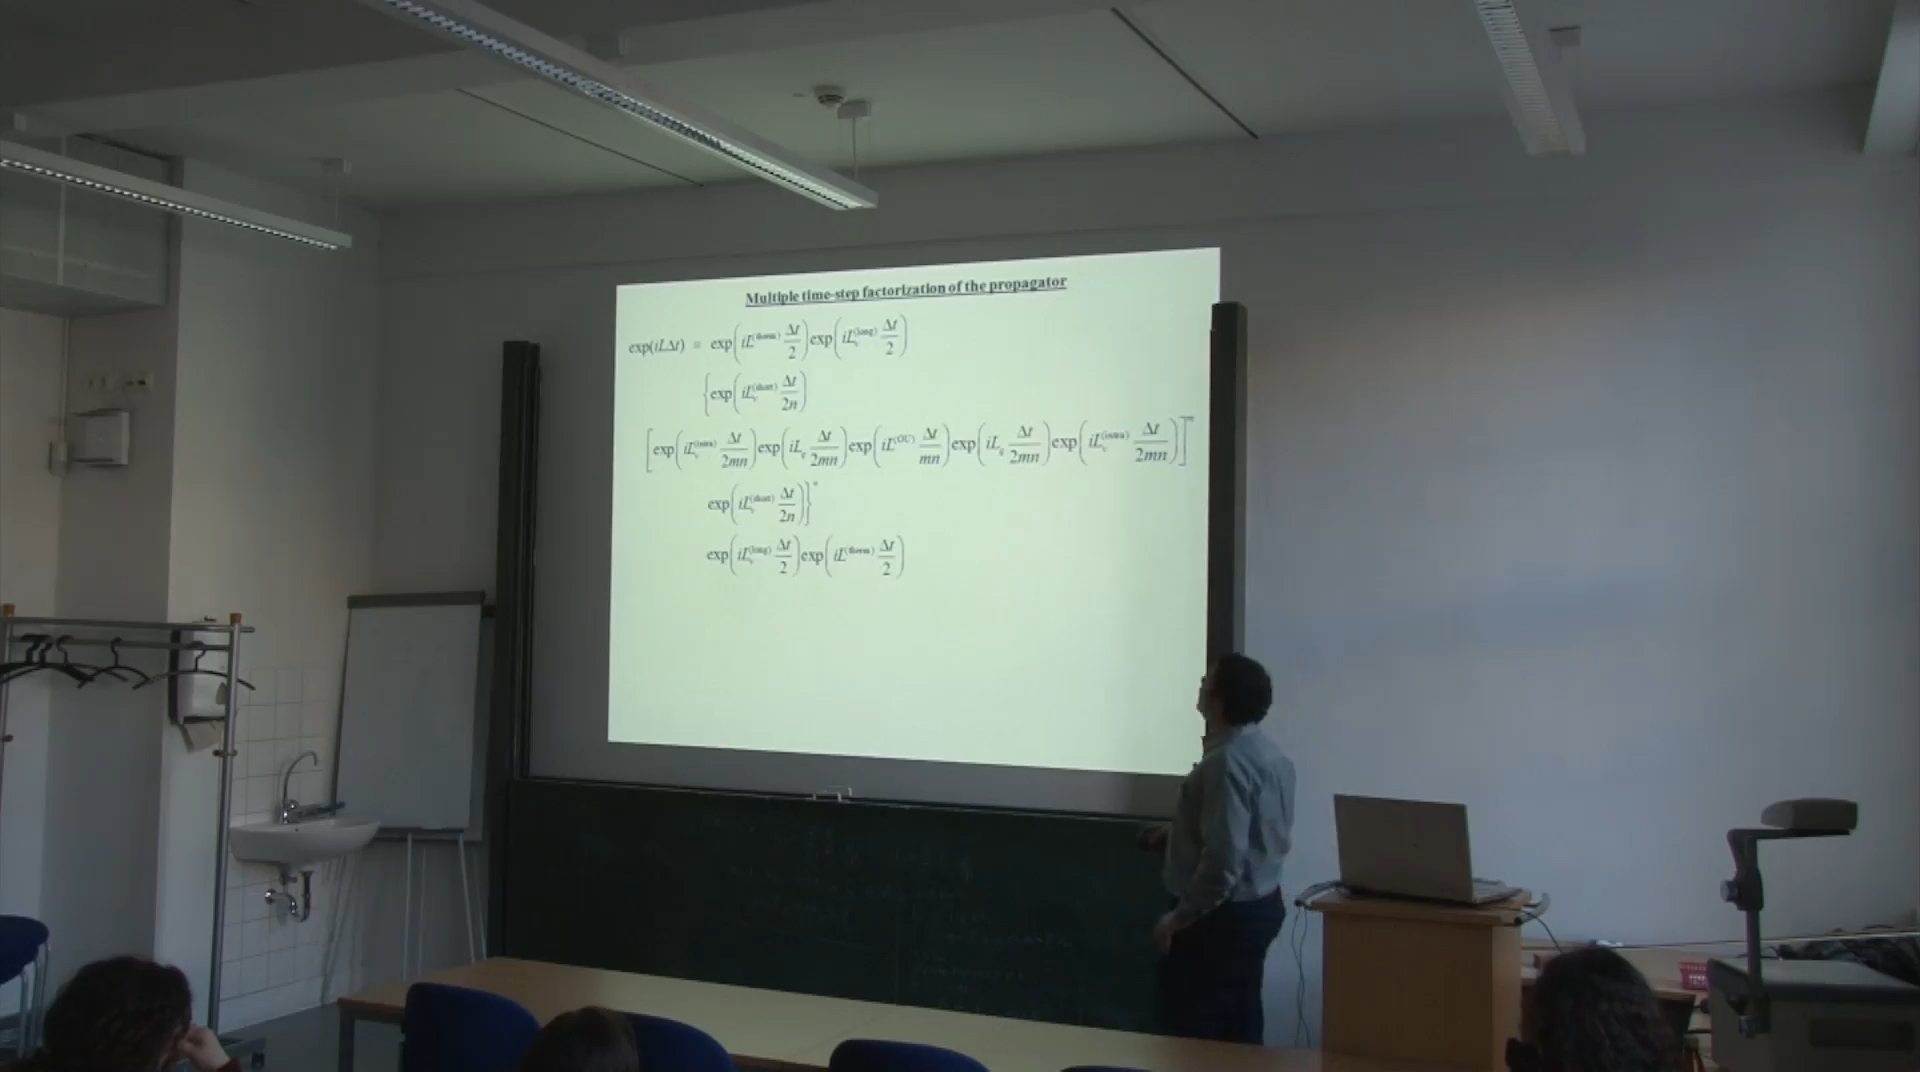 Multiple time-step factorization of the propagator
exp(iLΔt) = exp(iL^(therm) Δt/2) exp(iL_v^(long) Δt/2)
{exp(iL_v^(short) Δt/2n)
[exp(iL_v^(intra) Δt/2mn) exp(iL_q Δt/2mn) exp(iL^(OU) Δt/mn) exp(iL_q Δt/2mn) exp(iL_v^(intra) Δt/2mn)]^m
exp(iL_v^(short) Δt/2n)}^n
exp(iL_v^(long) Δt/2) exp(iL^(therm) Δt/2)